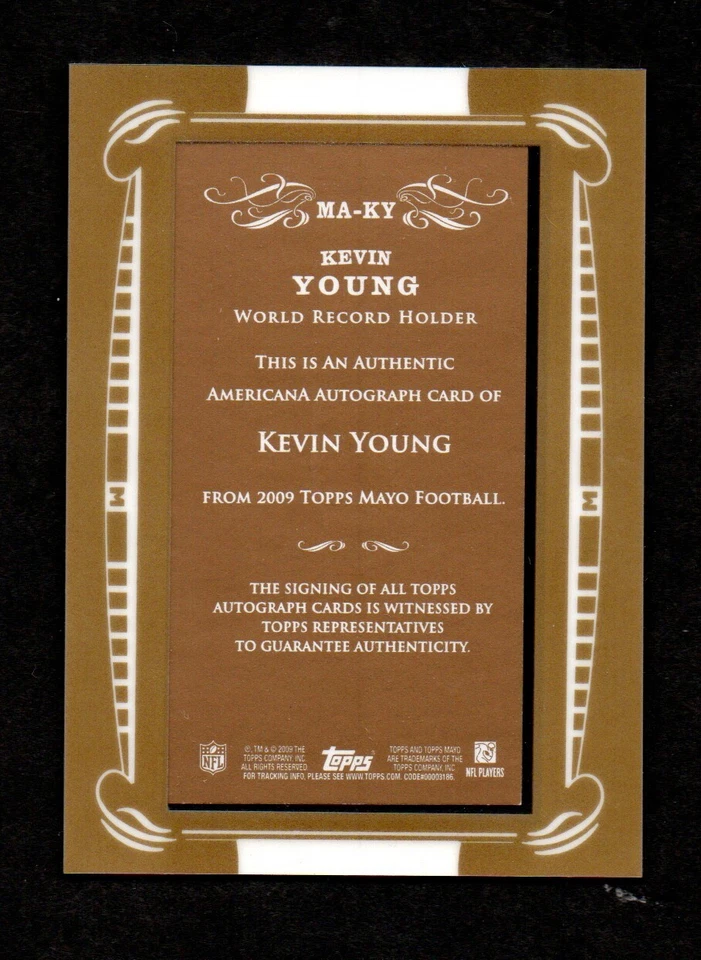 MA-KY
KEVIN
YOUNG
WORLD RECORD HOLDER
THIS IS AN AUTHENTIC
AMERICANA AUTOGRAPH CARD OF
KEVIN YOUNG
FROM 2009 TOPPS MAYO FOOTBALL.
M
M
THE SIGNING OF ALL TOPPS
AUTOGRAPH CARDS IS WITNESSED BY
TOPPS REPRESENTATIVES
TO GUARANTEE AUTHENTICITY.
NFL
®, TM & © 2009 THE
TOPPS COMPANY, INC.
ALL RIGHTS RESERVED.
Topps
TOPPS AND TOPPS MAYO
ARE TRADEMARKS OF THE
TOPPS COMPANY, INC.
FOR TRACKING INFO, PLEASE SEE WWW.TOPPS.COM. CODE#00003186.
NFL PLAYERS